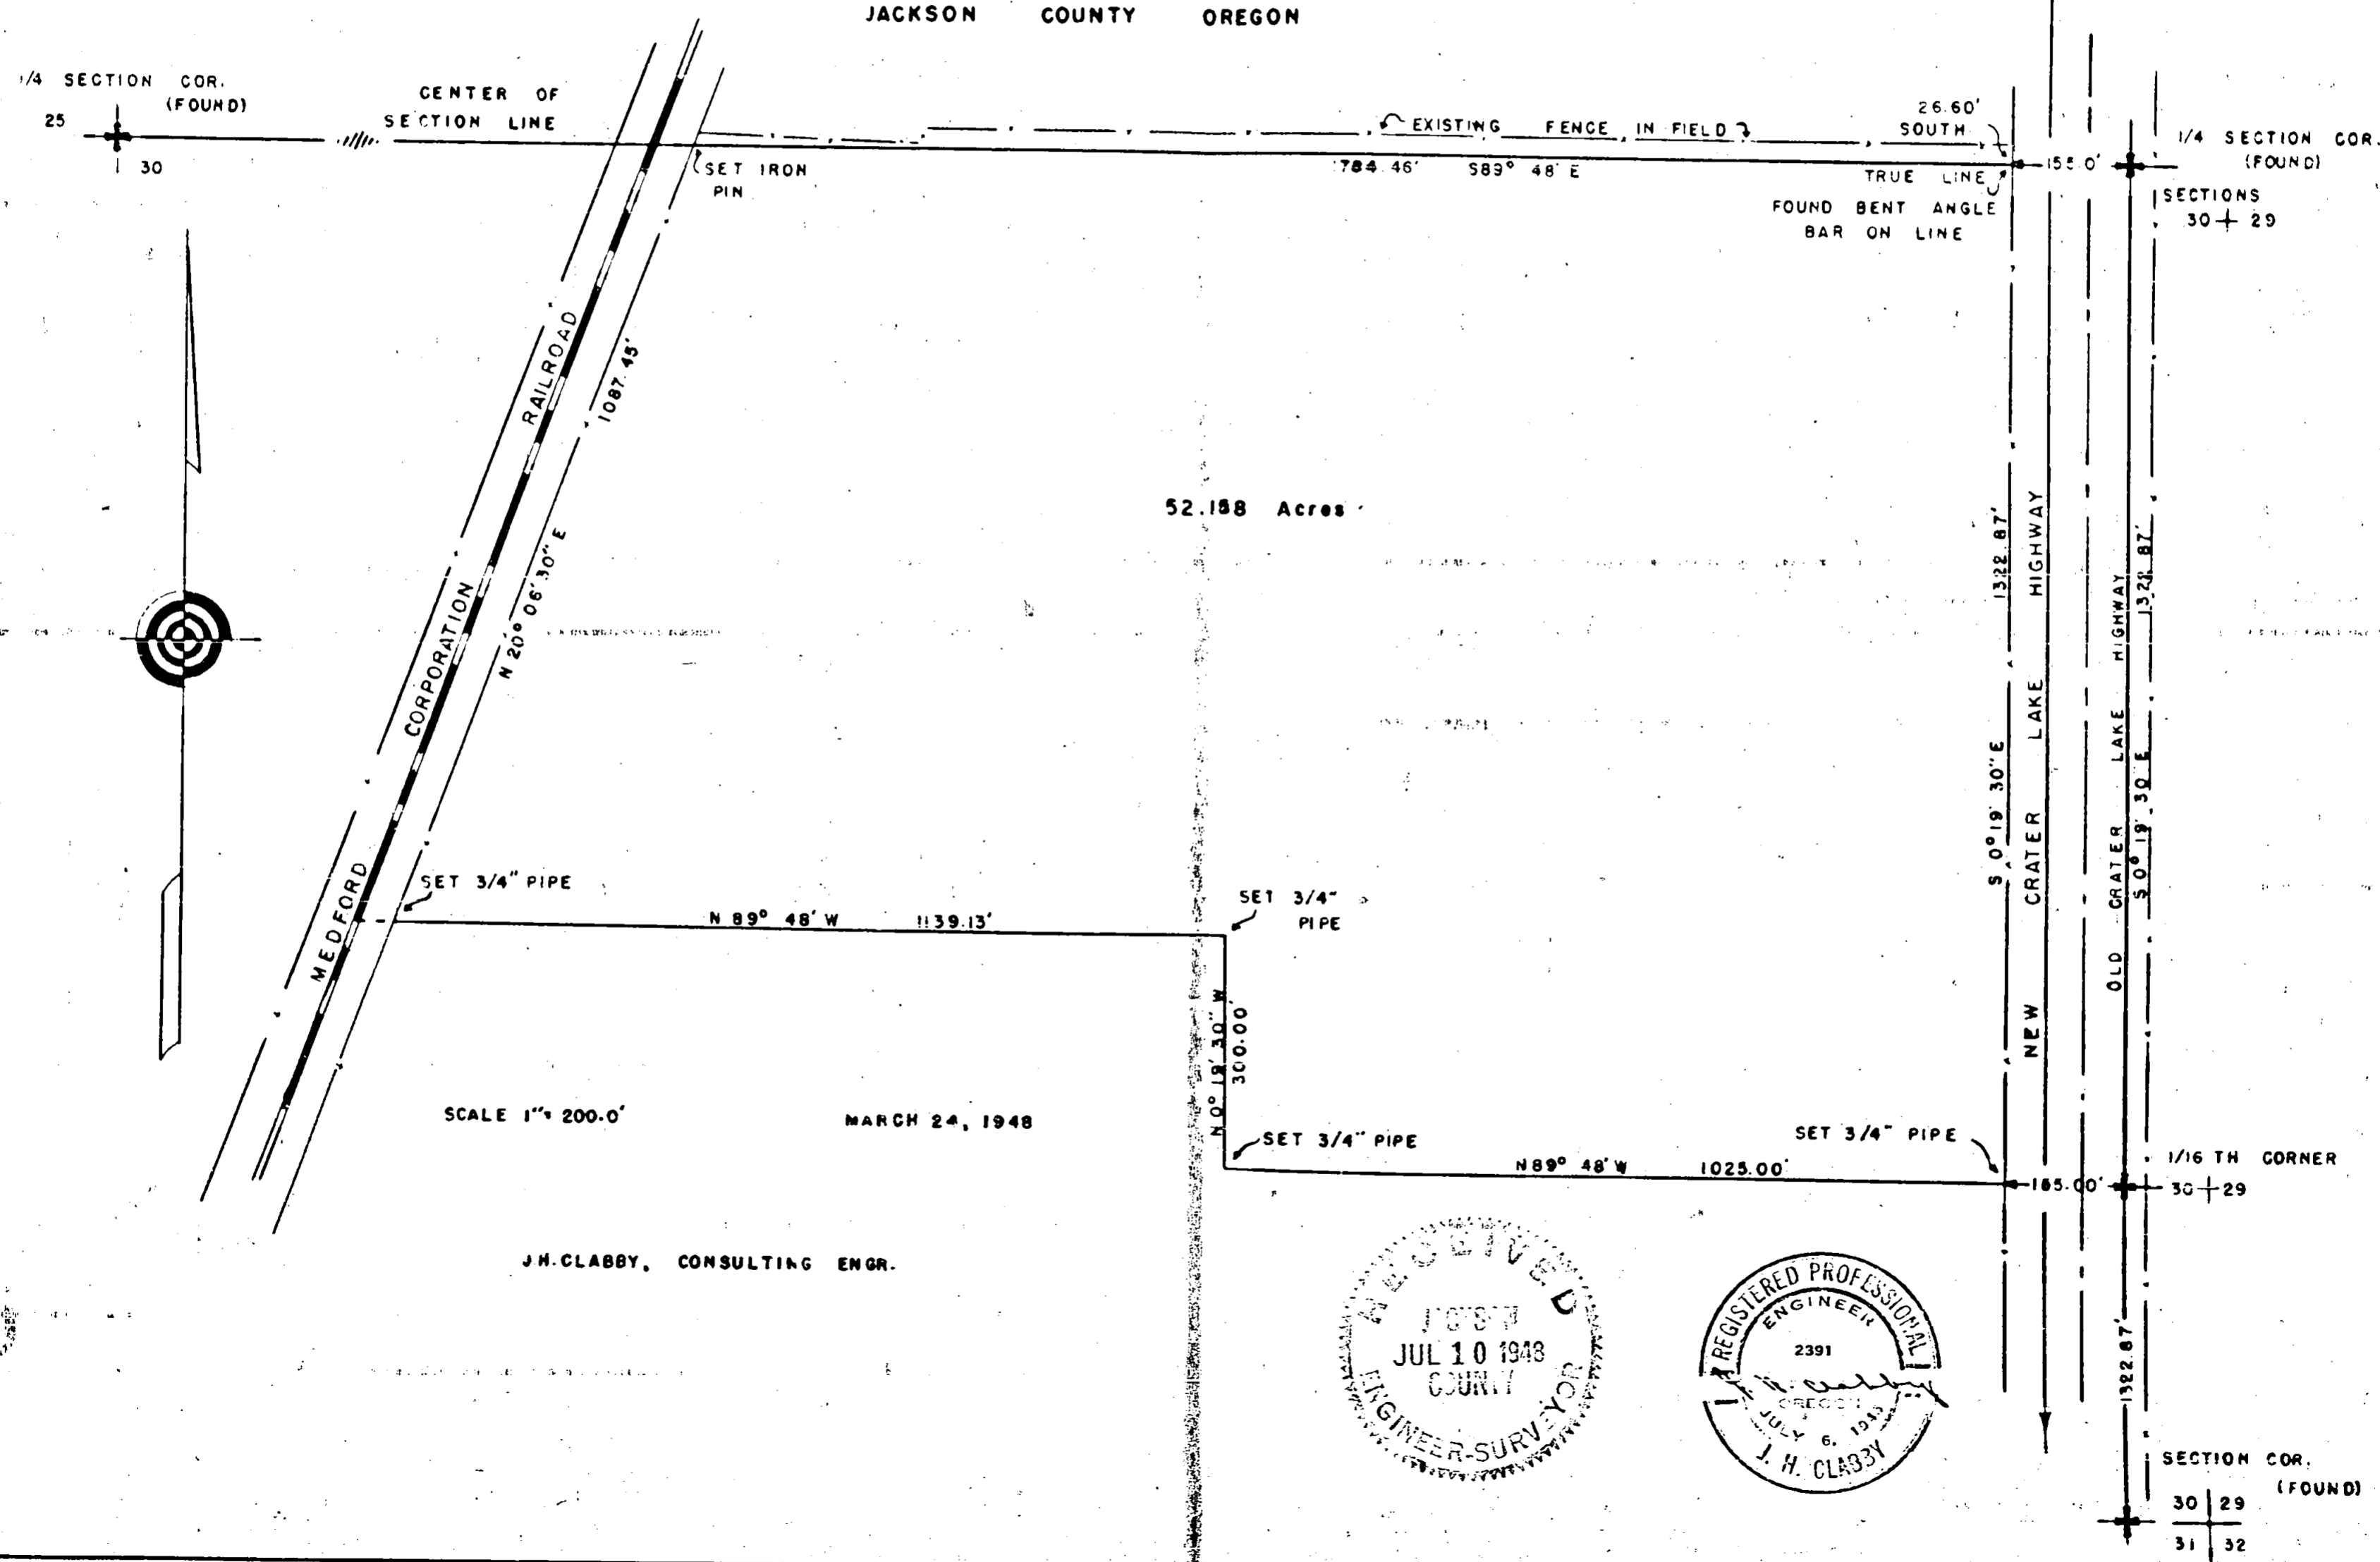 JACKSON COUNTY OREGON
1/4 SECTION COR.
(FOUND)
25
30
CENTER OF
SECTION LINE
SET IRON
PIN
EXISTING FENCE IN FIELD
784.46' S89° 48' E
26.60'
SOUTH
TRUE LINE
FOUND BENT ANGLE
BAR ON LINE
155.0'
1/4 SECTION COR.
(FOUND)
SECTIONS
30 29
MEDFORD CORPORATION RAILROAD
N 20° 06' 30" E
1087.45'
52.188 Acres
S 0° 19' 30" E 1322.87'
NEW CRATER LAKE HIGHWAY
OLD CRATER LAKE HIGHWAY
S 0° 19' 30" E
SET 3/4" PIPE
N 89° 48' W 1139.13'
SET 3/4"
PIPE
N 0° 19' 30" W
300.00'
SCALE 1"= 200.0'
MARCH 24, 1948
SET 3/4" PIPE
N89° 48' W 1025.00'
SET 3/4" PIPE
165.00'
1/16 TH CORNER
30 29
J.H.CLABBY, CONSULTING ENGR.
RECEIVED
JACKSON
JUL 10 1948
COUNTY
ENGINEER-SURVEYOR
REGISTERED PROFESSIONAL
ENGINEER
2391
J. H. Clabby
OREGON
JULY 6,
J. H. CLABBY
1322.87'
SECTION COR.
(FOUND)
30 29
31 32